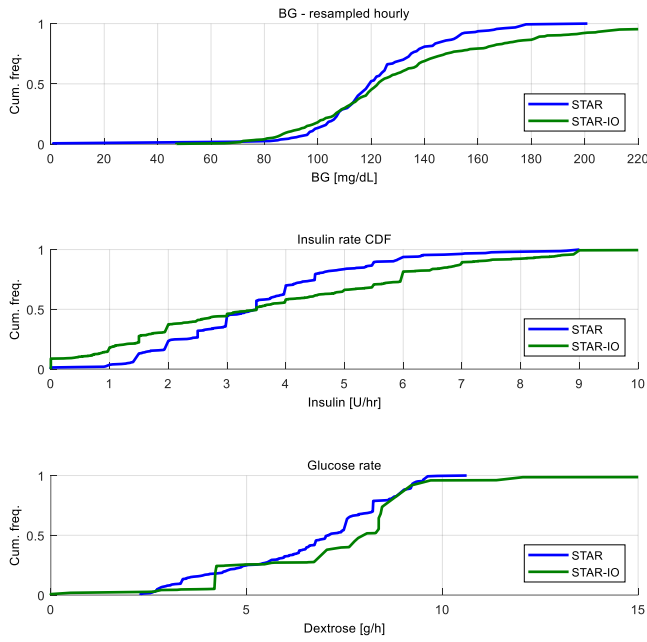 BG - resampled hourly
Cum. freq.
1
0.5
0
STAR
STAR-IO
0 20 40 60 80 100 120 140 160 180 200 220
BG [mg/dL]
Insulin rate CDF
Cum. freq.
1
0.5
0
STAR
STAR-IO
0 1 2 3 4 5 6 7 8 9 10
Insulin [U/hr]
Glucose rate
Cum. freq.
1
0.5
0
STAR
STAR-IO
0 5 10 15
Dextrose [g/h]